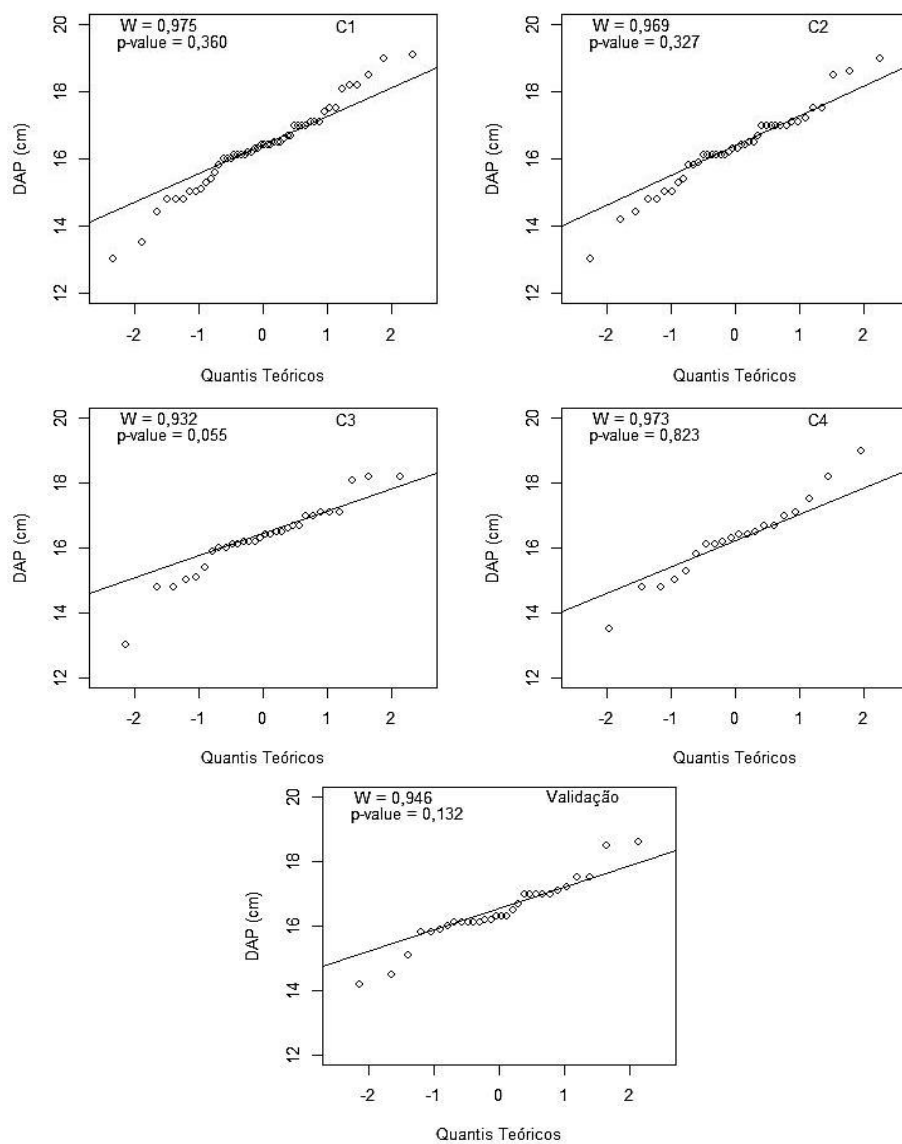 W = 0,975 C1
p-value = 0,360
DAP (cm)
20
18
16
14
12
-2 -1 0 1 2
Quantis Teóricos
W = 0,969 C2
p-value = 0,327
DAP (cm)
20
18
16
14
12
-2 -1 0 1 2
Quantis Teóricos
W = 0,932 C3
p-value = 0,055
DAP (cm)
20
18
16
14
12
-2 -1 0 1 2
Quantis Teóricos
W = 0,973 C4
p-value = 0,823
DAP (cm)
20
18
16
14
12
-2 -1 0 1 2
Quantis Teóricos
W = 0,946 Validação
p-value = 0,132
DAP (cm)
20
18
16
14
12
-2 -1 0 1 2
Quantis Teóricos